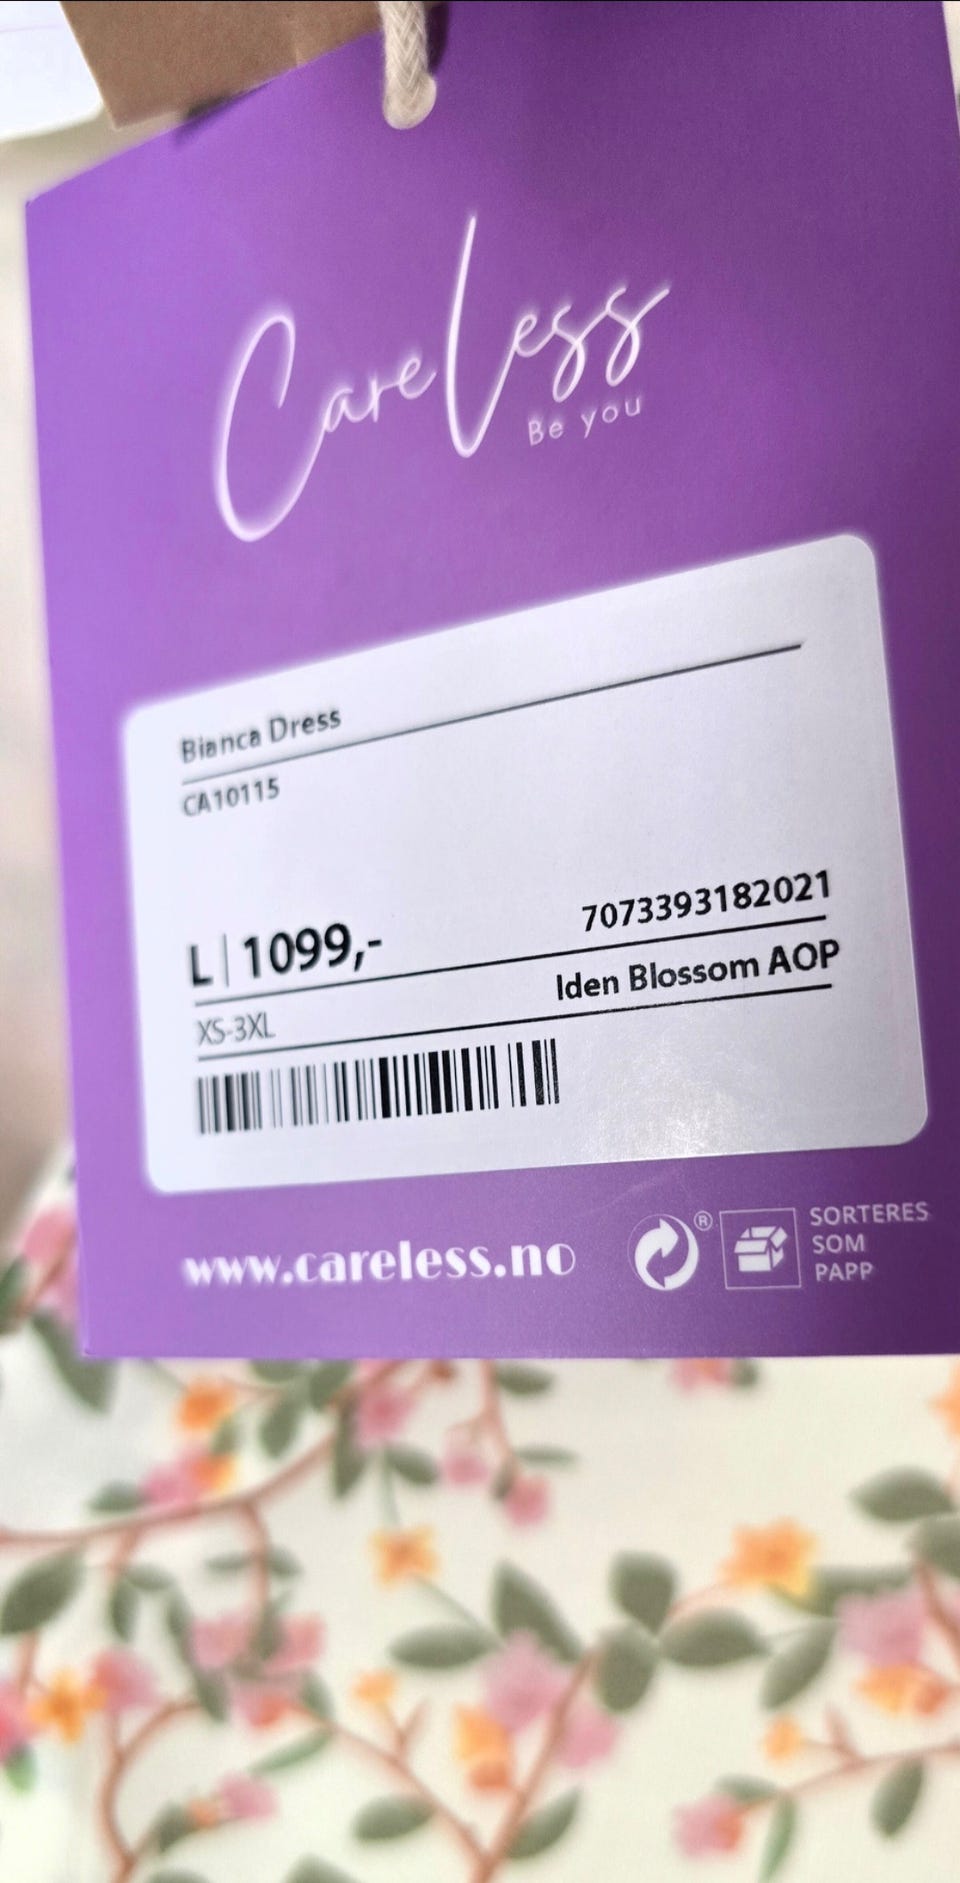 CareLess
Be you
Bianca Dress
CA10115
7073393182021
L| 1099,-
Iden Blossom AOP
XS-3XL
www.careless.no
®
SORTERES
SOM
PAPP